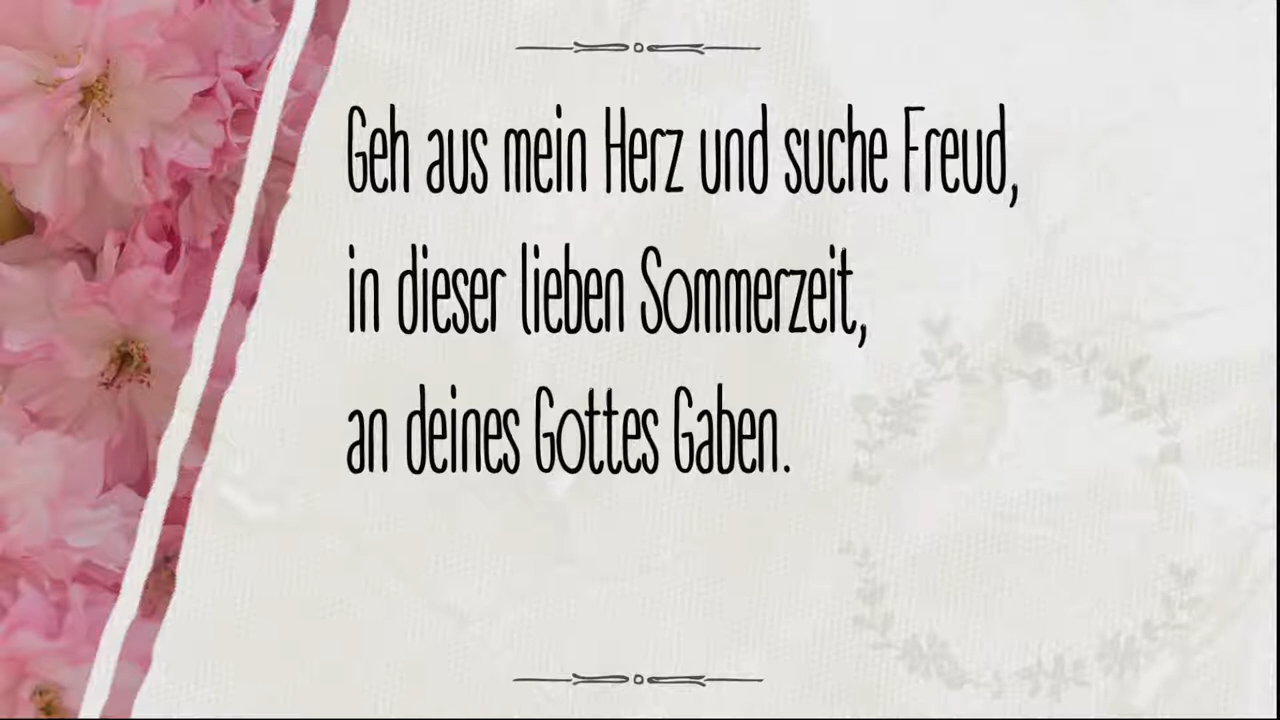 Geh aus mein Herz und suche Freud,
in dieser lieben Sommerzeit,
an deines Gottes Gaben.